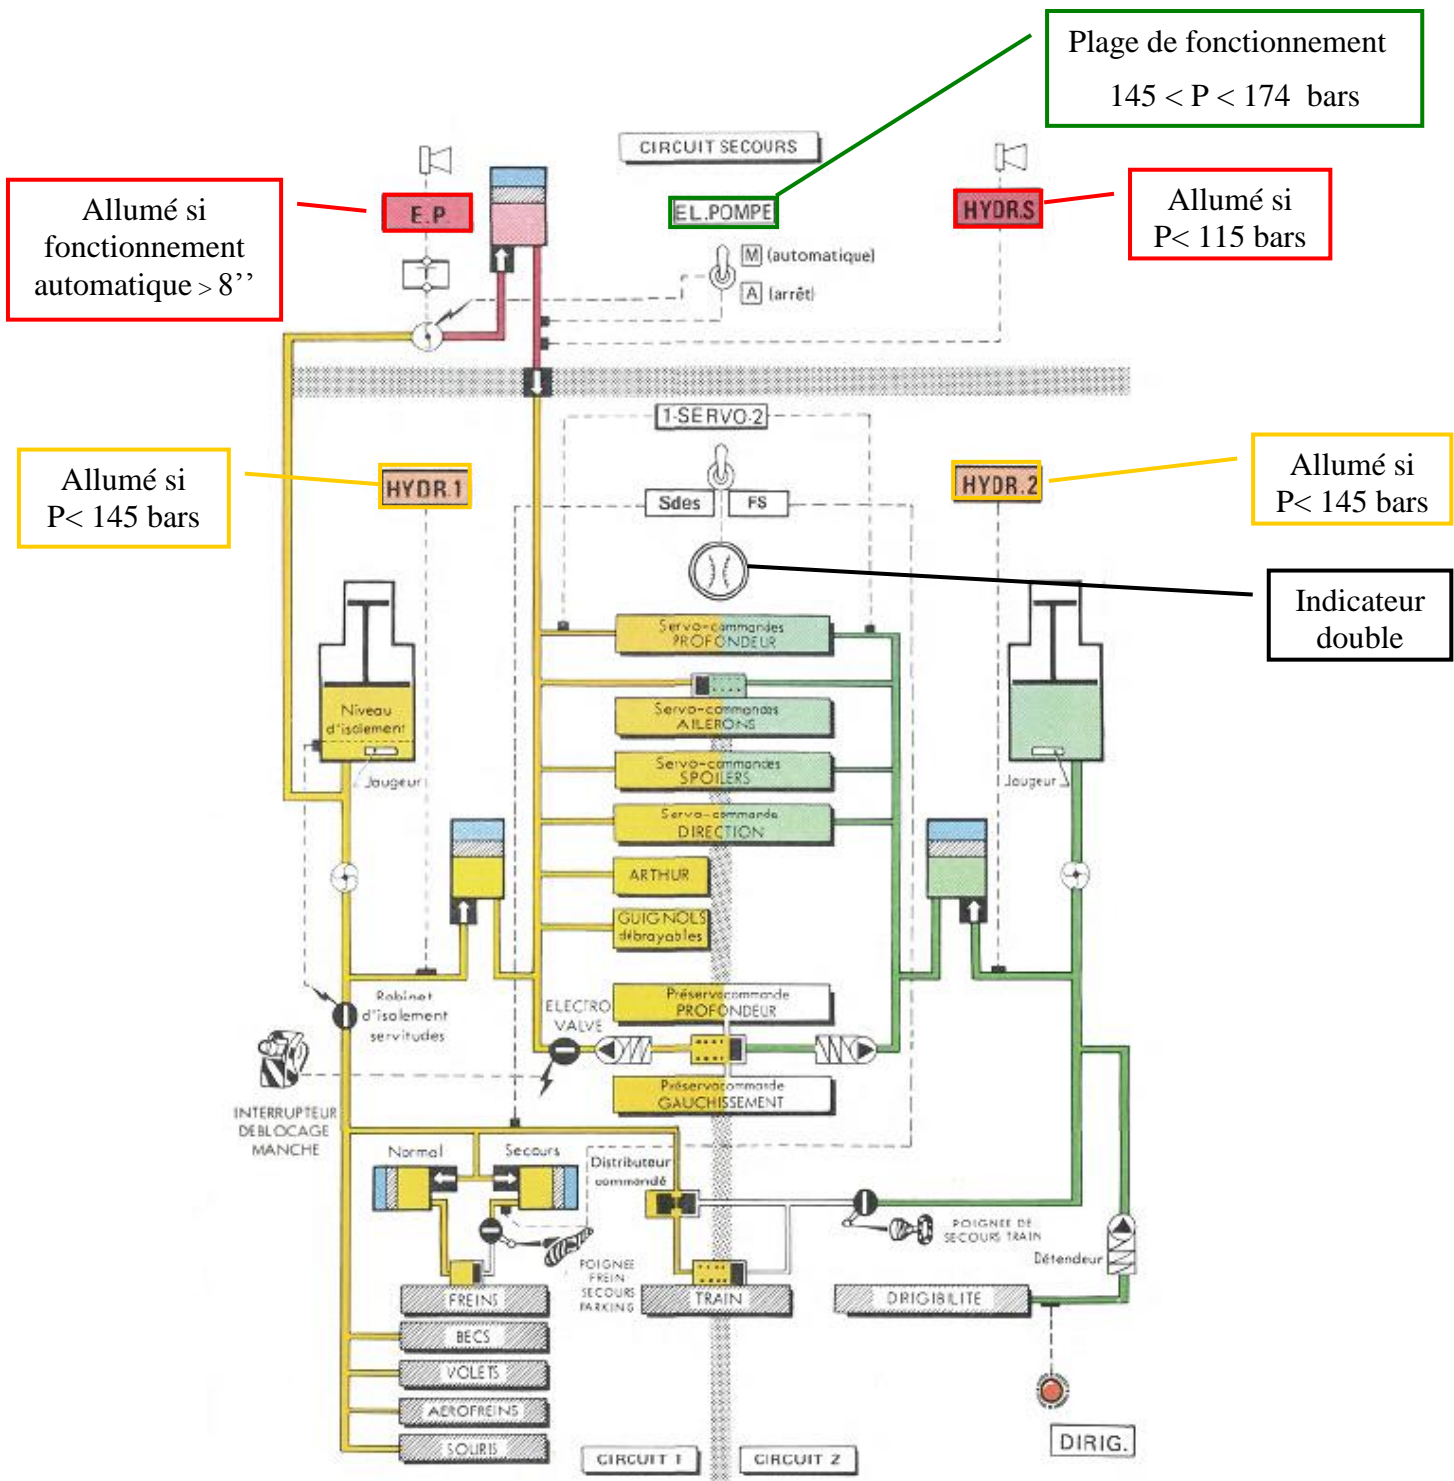 Plage de fonctionnement
145 < P < 174 bars
CIRCUIT SECOURS
Allumé si
fonctionnement
automatique > 8’’
E.P.
EL.POMPE
HYDR.S
Allumé si
P< 115 bars
M (automatique)
A (arrêt)
1-SERVO-2
Allumé si
P< 145 bars
HYDR.1
Sdes
FS
HYDR.2
Allumé si
P< 145 bars
Indicateur
double
Servo-commandes
PROFONDEUR
Niveau
d'isolement
Jaugeur
Servo-commandes
AILERONS
Servo-commandes
SPOILERS
Servo-commande
DIRECTION
Jaugeur
ARTHUR
GUIGNOLS
débrayables
Robinet
d'isolement
servitudes
ELECTRO
VALVE
Préservocommande
PROFONDEUR
Préservocommande
GAUCHISSEMENT
INTERRUPTEUR
DEBLOCAGE
MANCHE
Normal
Secours
Distributeur
commandé
POIGNEE DE
SECOURS TRAIN
Détendeur
POIGNEE
FREIN
SECOURS
PARKING
FREINS
TRAIN
DIRIGIBILITE
BECS
VOLETS
AEROFREINS
SOURIS
CIRCUIT 1
CIRCUIT 2
DIRIG.